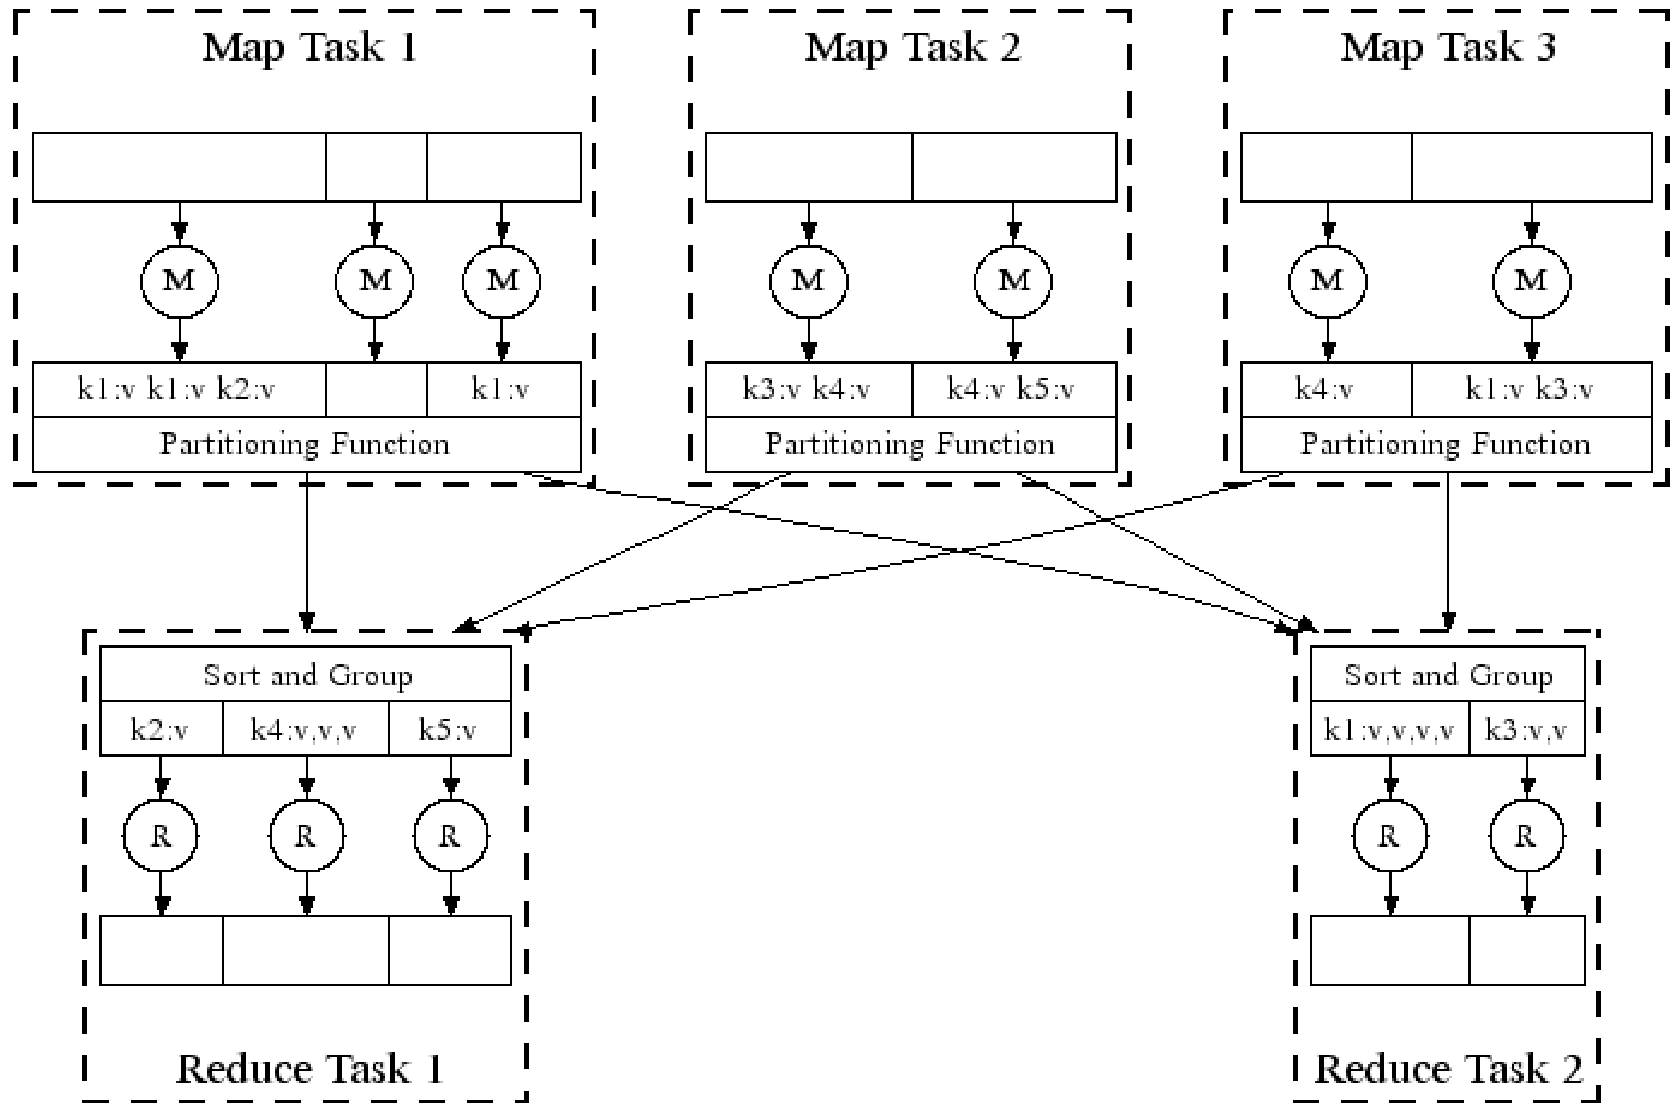 Map Task 1
Map Task 2
Map Task 3
M
M
M
M
M
M
M
k1:v k1:v k2:v
k1:v
k3:v k4:v
k4:v k5:v
k4:v
k1:v k3:v
Partitioning Function
Partitioning Function
Partitioning Function
Sort and Group
Sort and Group
k2:v
k4:v,v,v
k5:v
k1:v,v,v,v
k3:v,v
R
R
R
R
R
Reduce Task 1
Reduce Task 2